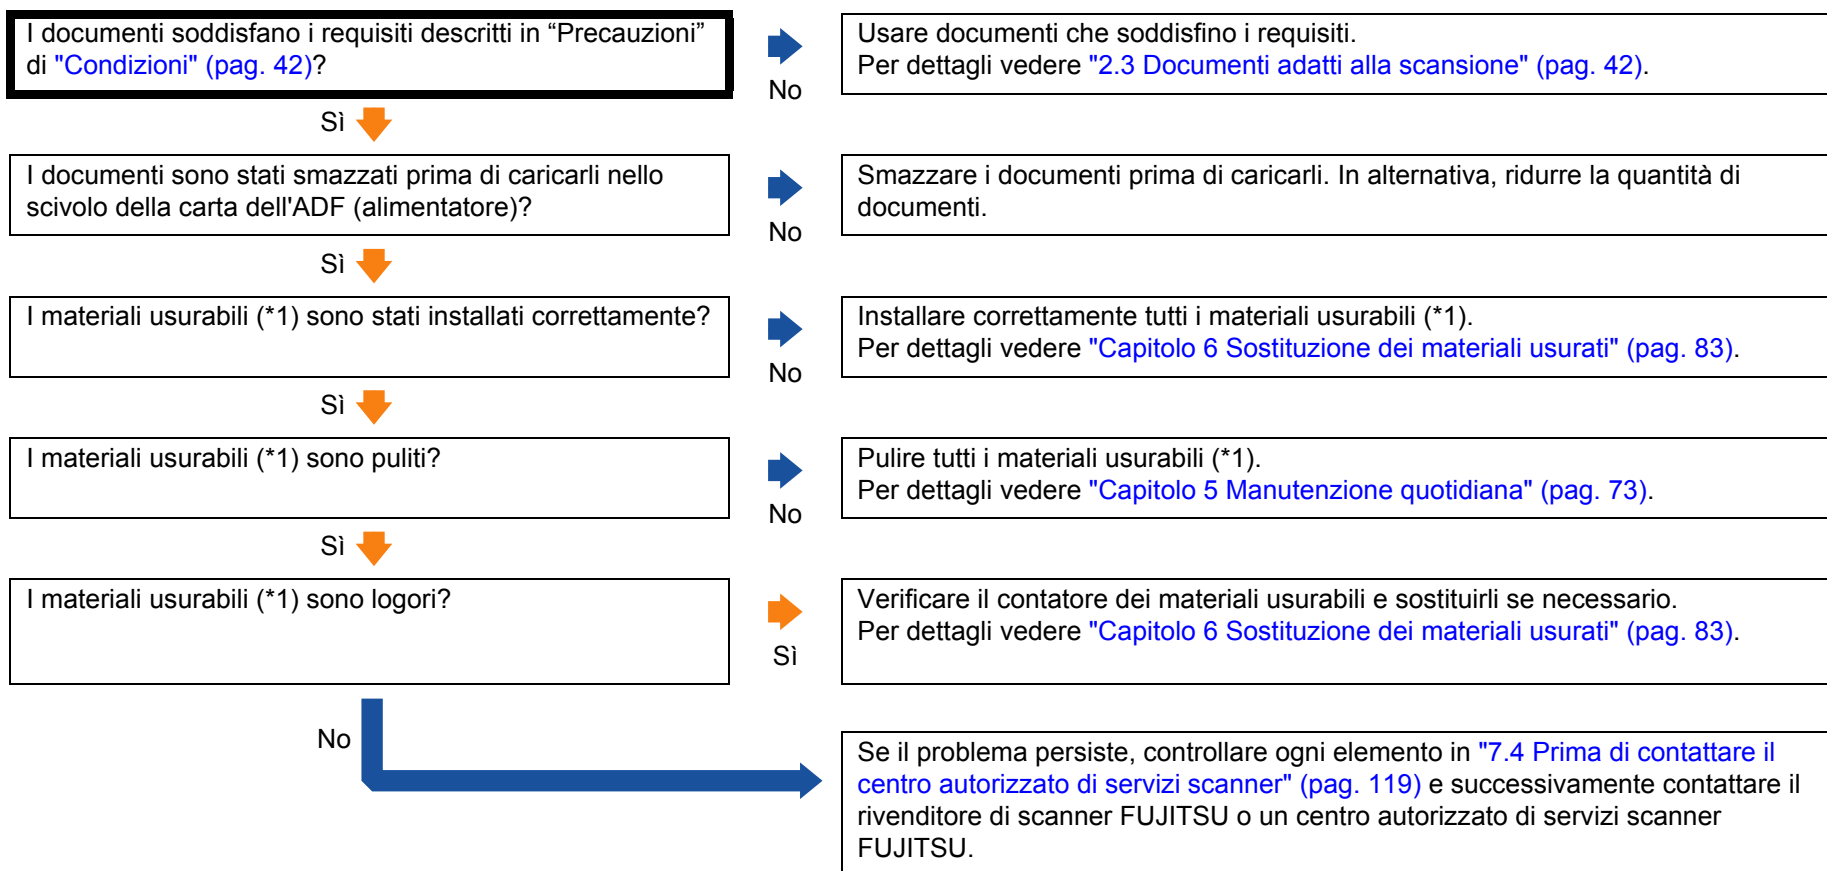 I documenti soddisfano i requisiti descritti in “Precauzioni”
di "Condizioni" (pag. 42)?
No
Usare documenti che soddisfino i requisiti.
Per dettagli vedere "2.3 Documenti adatti alla scansione" (pag. 42).
Sì
I documenti sono stati smazzati prima di caricarli nello
scivolo della carta dell'ADF (alimentatore)?
No
Smazzare i documenti prima di caricarli. In alternativa, ridurre la quantità di
documenti.
Sì
I materiali usurabili (*1) sono stati installati correttamente?
No
Installare correttamente tutti i materiali usurabili (*1).
Per dettagli vedere "Capitolo 6 Sostituzione dei materiali usurati" (pag. 83).
Sì
I materiali usurabili (*1) sono puliti?
No
Pulire tutti i materiali usurabili (*1).
Per dettagli vedere "Capitolo 5 Manutenzione quotidiana" (pag. 73).
Sì
I materiali usurabili (*1) sono logori?
Sì
Verificare il contatore dei materiali usurabili e sostituirli se necessario.
Per dettagli vedere "Capitolo 6 Sostituzione dei materiali usurati" (pag. 83).
No
Se il problema persiste, controllare ogni elemento in "7.4 Prima di contattare il
centro autorizzato di servizi scanner" (pag. 119) e successivamente contattare il
rivenditore di scanner FUJITSU o un centro autorizzato di servizi scanner
FUJITSU.